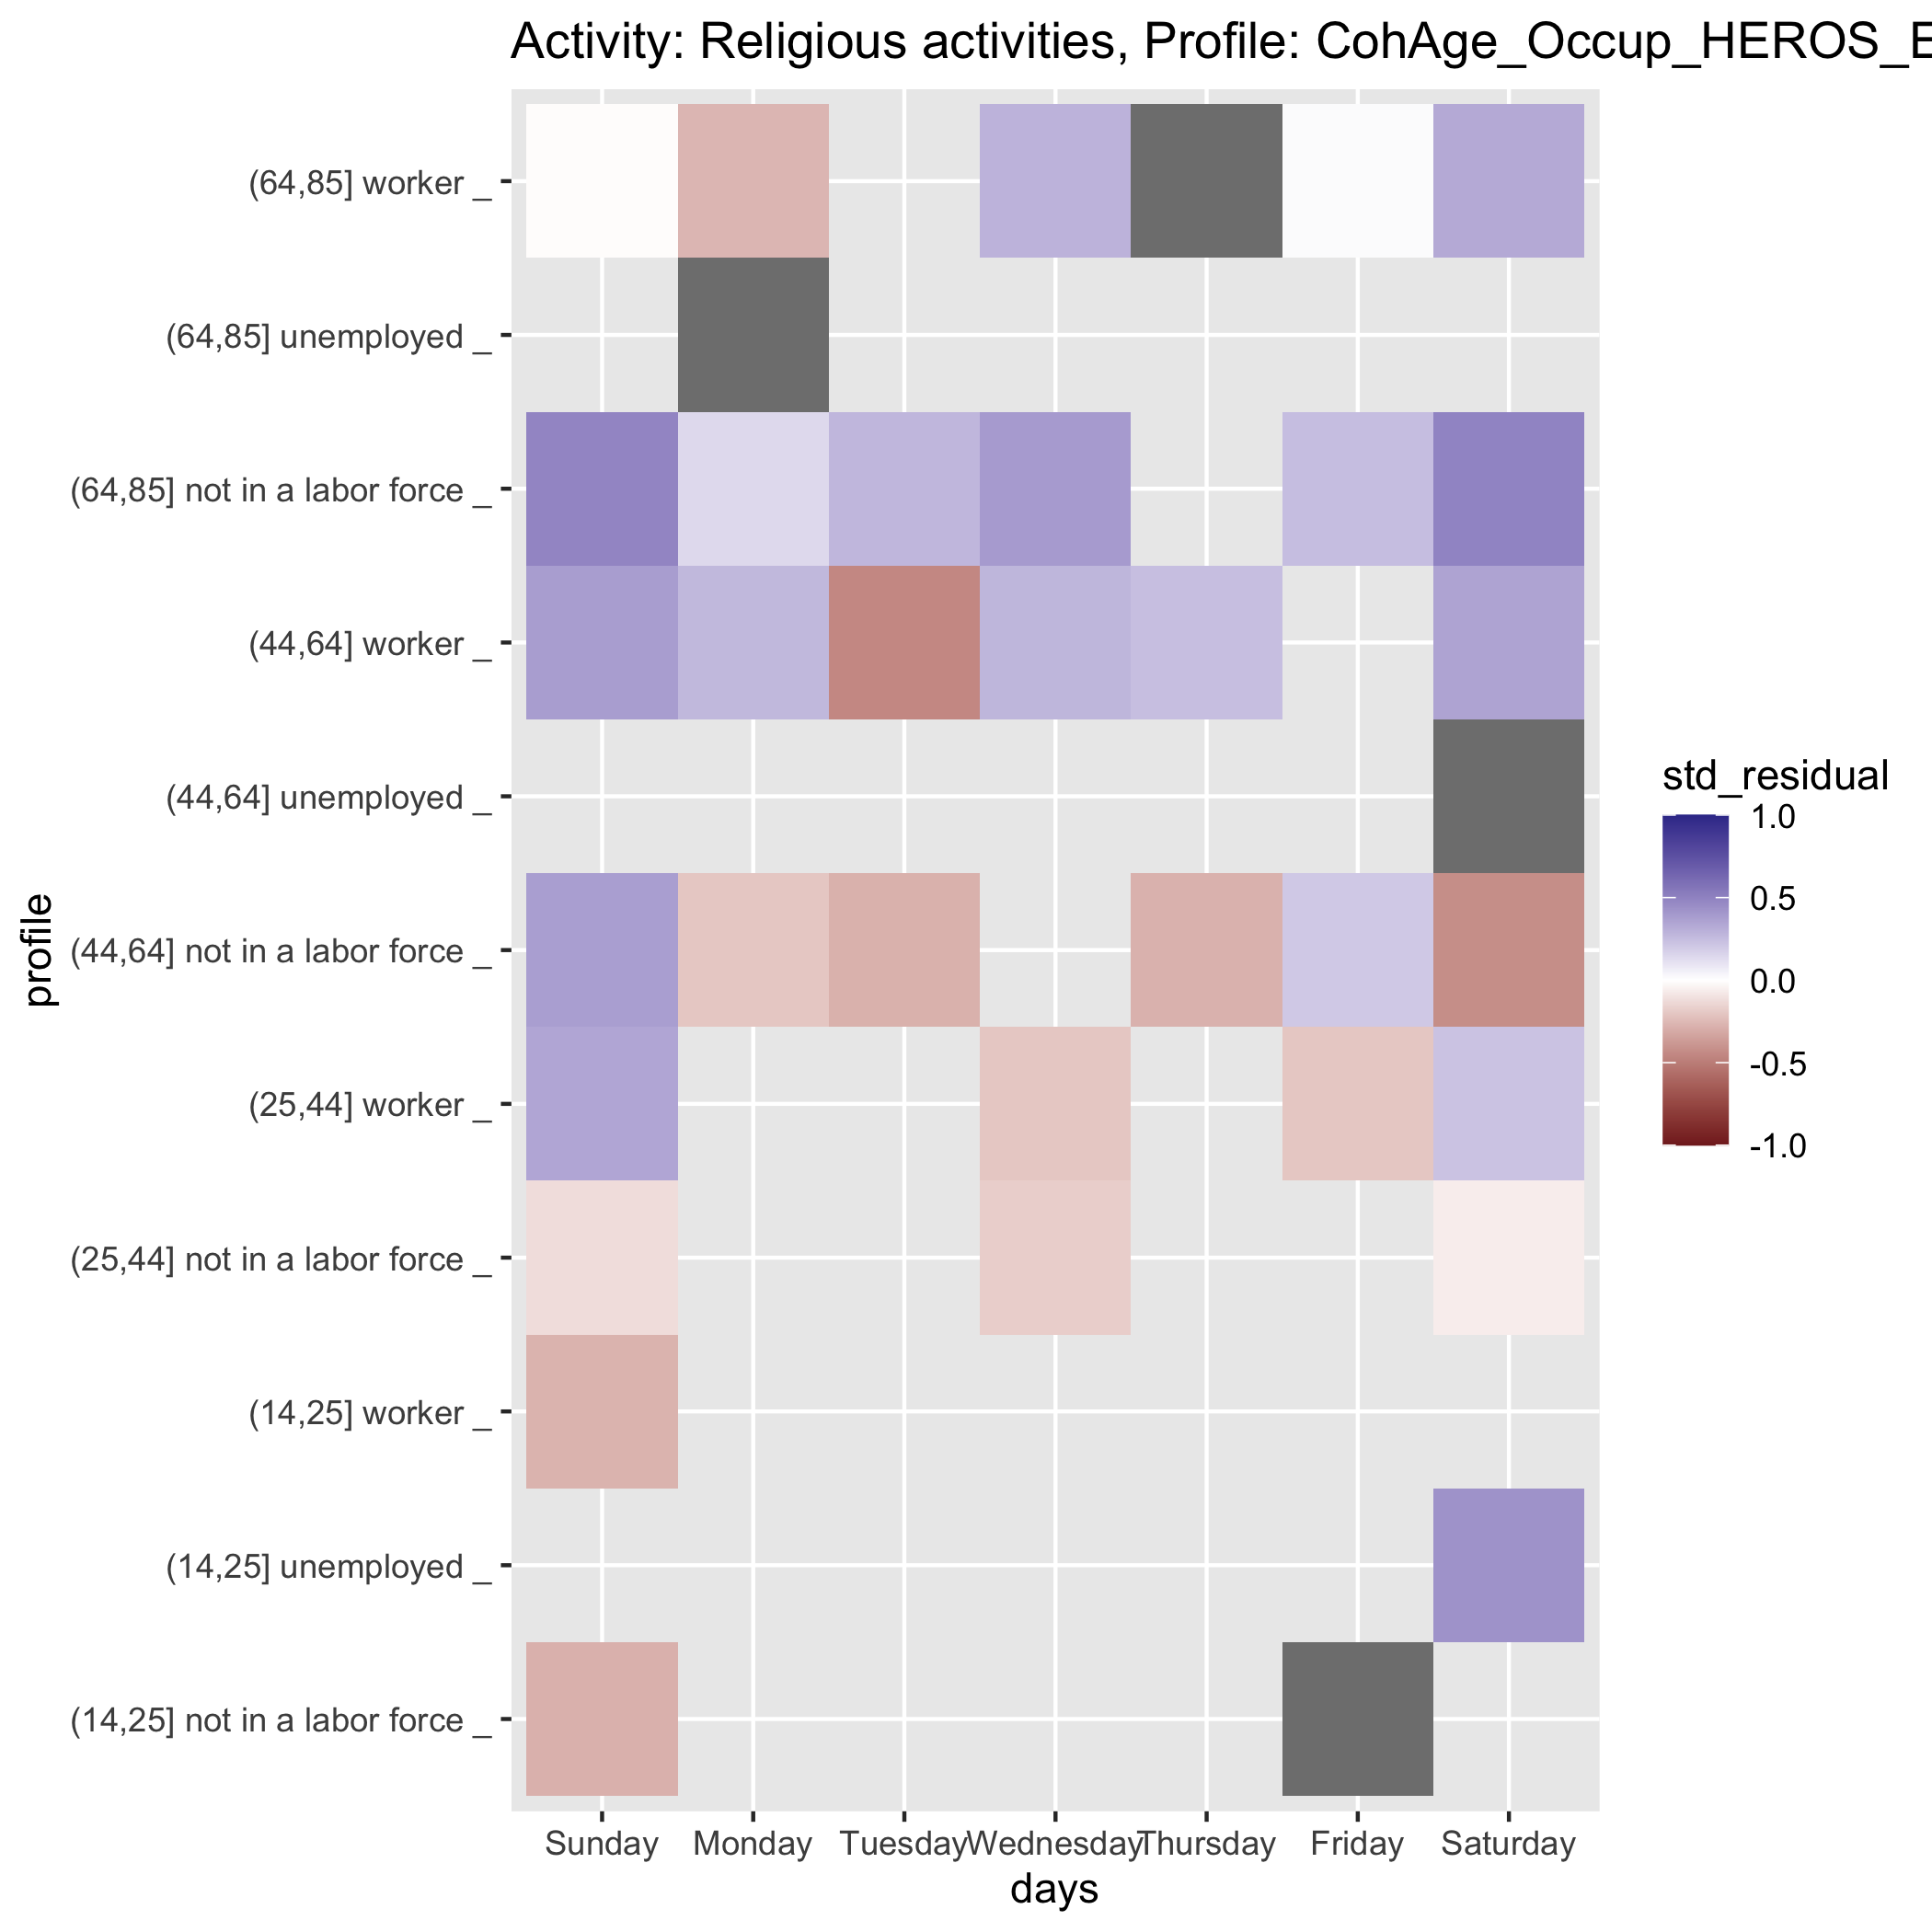 Activity: Religious activities, Profile: CohAge_Occup_HEROS_E
(64,85] worker _
(64,85] unemployed _
(64,85] not in a labor force _
(44,64] worker _
(44,64] unemployed _
(44,64] not in a labor force _
(25,44] worker _
(25,44] not in a labor force _
(14,25] worker _
(14,25] unemployed _
(14,25] not in a labor force _
profile
Sunday Monday Tuesday Wednesday Thursday Friday Saturday
days
std_residual
1.0
0.5
0.0
-0.5
-1.0